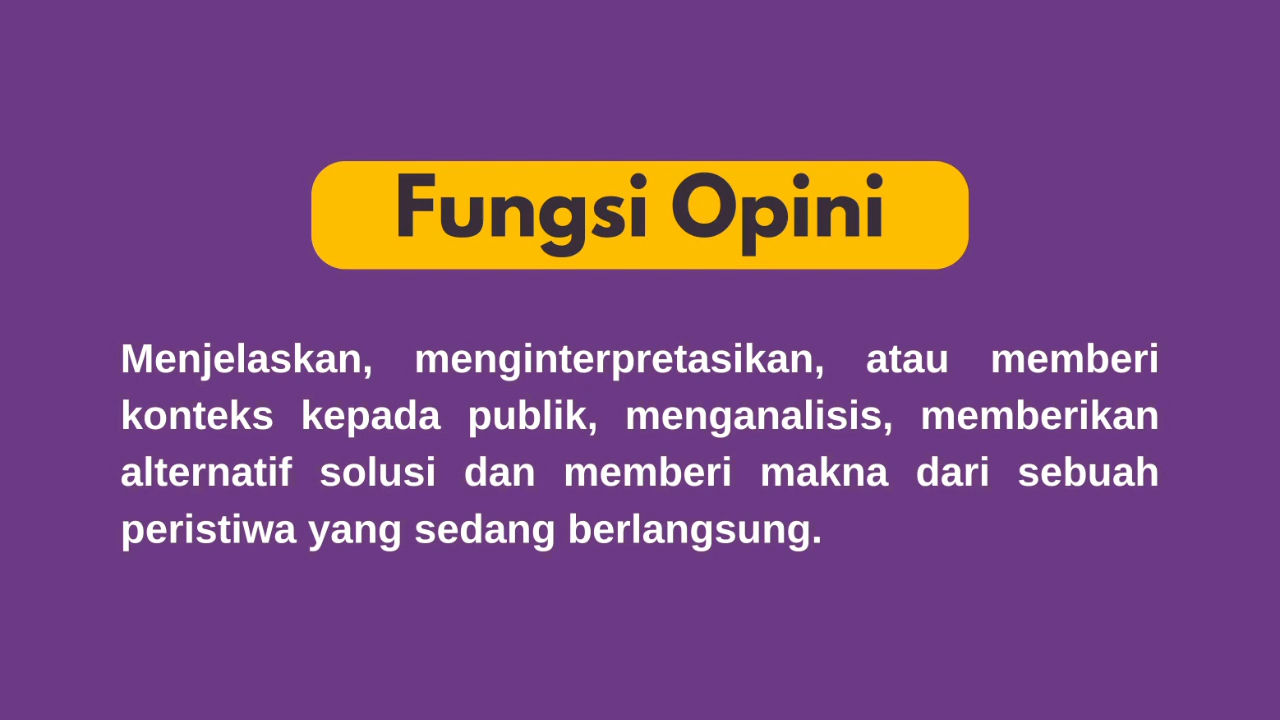 Fungsi Opini
Menjelaskan, menginterpretasikan, atau memberi
konteks kepada publik, menganalisis, memberikan
alternatif solusi dan memberi makna dari sebuah
peristiwa yang sedang berlangsung.